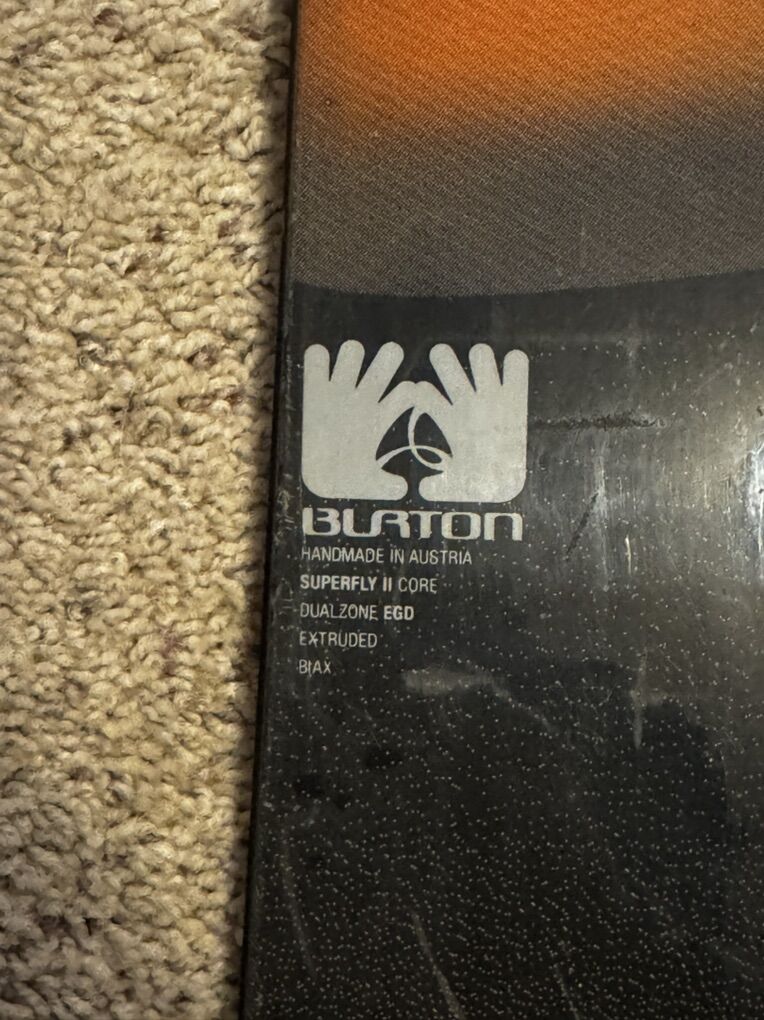 BURTON
HANDMADE IN AUSTRIA
SUPERFLY II CORE
DUALZONE EGD
EXTRUDED
BIAX